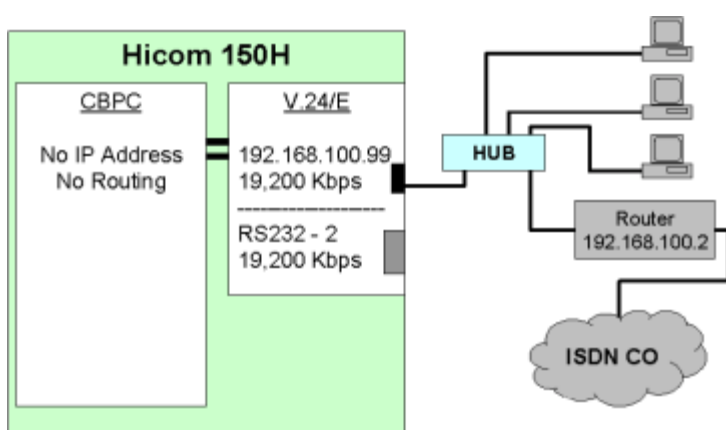 Hicom 150H
CBPC
No IP Address
No Routing
V.24/E
192.168.100.99
19,200 Kbps
--------------------
RS232 - 2
19,200 Kbps
HUB
Router
192.168.100.2
ISDN CO